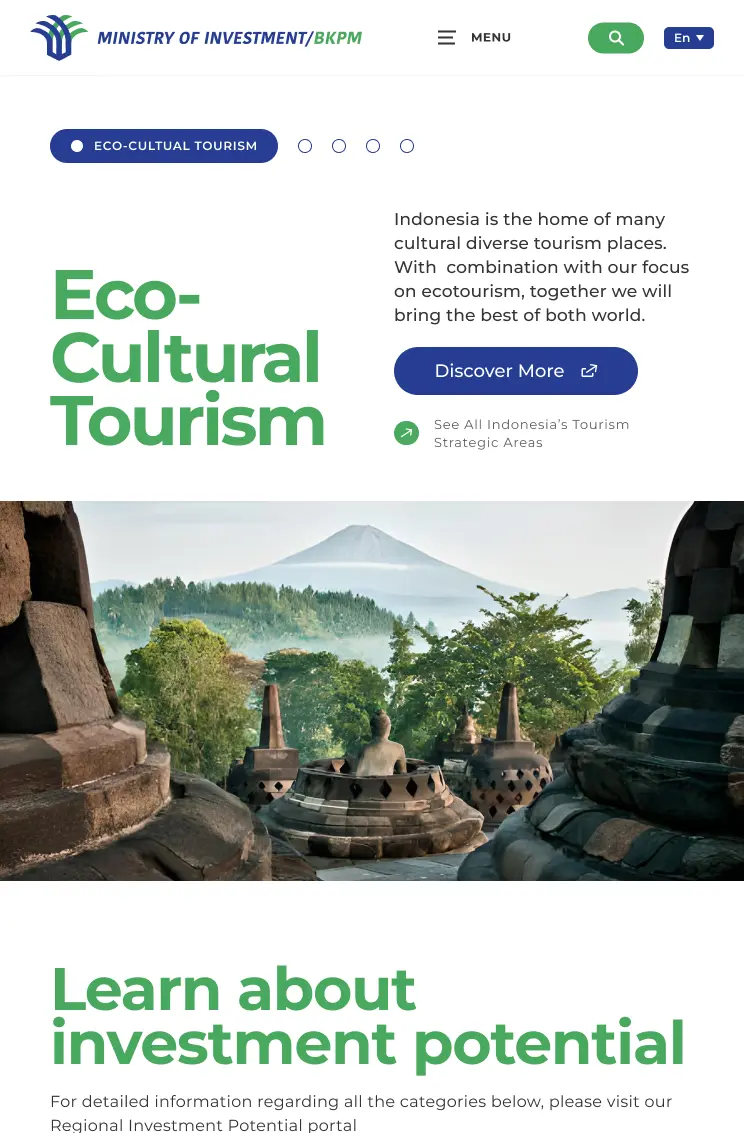 MINISTRY OF INVESTMENT/BKPM
MENU
En
ECO-CULTUAL TOURISM
Indonesia is the home of many
cultural diverse tourism places.
With  combination with our focus
on ecotourism, together we will
bring the best of both world.
Eco-
Cultural
Tourism
Discover More
See All Indonesia's Tourism
Strategic Areas
Learn about
investment potential
For detailed information regarding all the categories below, please visit our
Regional Investment Potential portal